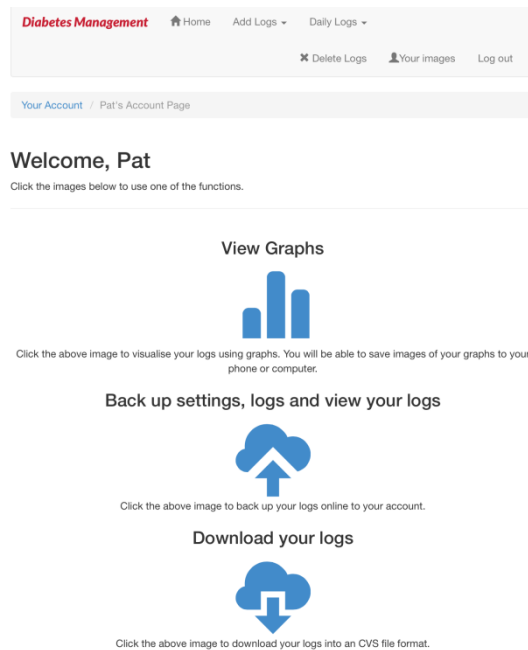 Diabetes Management Home Add Logs Daily Logs
Delete Logs Your images Log out
Your Account / Pat's Account Page
Welcome, Pat
Click the images below to use one of the functions.
View Graphs
Click the above image to visualise your logs using graphs. You will be able to save images of your graphs to your
phone or computer.
Back up settings, logs and view your logs
Click the above image to back up your logs online to your account.
Download your logs
Click the above image to download your logs into an CVS file format.